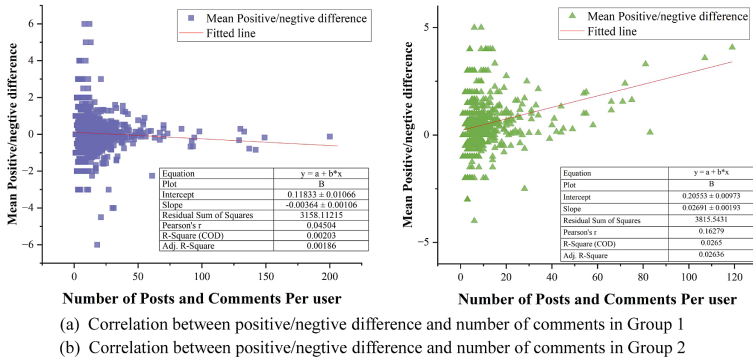 Mean Positive/negtive difference
Fitted line
Mean Positive/negtive difference
6
4
2
0
−2
−4
−6
Equation y = a + b*x
Plot B
Intercept 0.11833 ± 0.01066
Slope -0.00364 ± 0.00106
Residual Sum of Squares 3158.11215
Pearson's r 0.04504
R-Square (COD) 0.00203
Adj. R-Square 0.00186
0 50 100 150 200
Number of Posts and Comments Per user
Mean Positive/negtive difference
Fitted line
Mean Positive/negtive difference
5
0
−5
Equation y = a + b*x
Plot B
Intercept 0.20553 ± 0.00973
Slope 0.02691 ± 0.00193
Residual Sum of Squares 3815.5431
Pearson's r 0.16279
R-Square (COD) 0.0265
Adj. R-Square 0.02636
0 20 40 60 80 100 120
Number of Posts and Comments Per user
(a) Correlation between positive/negtive difference and number of comments in Group 1
(b) Correlation between positive/negtive difference and number of comments in Group 2